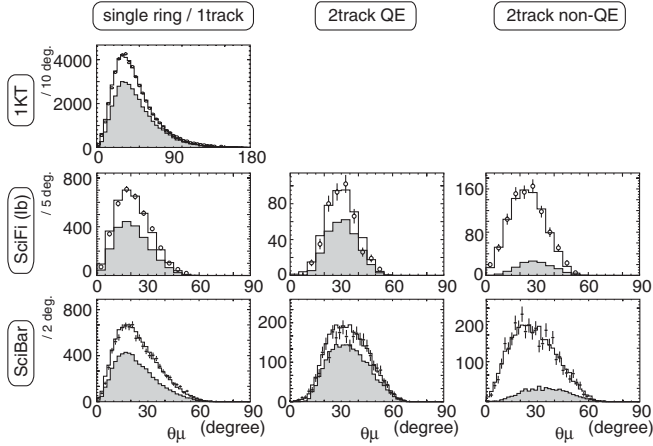 single ring / 1track 2track QE 2track non-QE
1KT
/ 10 deg.
4000
2000
0
0 90 180
SciFi (Ib)
/ 5 deg.
800
400
0
80
40
0
160
80
0
0 30 60 90 0 30 60 90 0 30 60 90
SciBar
/ 2 deg.
800
400
0
200
100
0
200
100
0
0 30 60 90 0 30 60 90 0 30 60 90
θμ (degree) θμ (degree) θμ (degree)